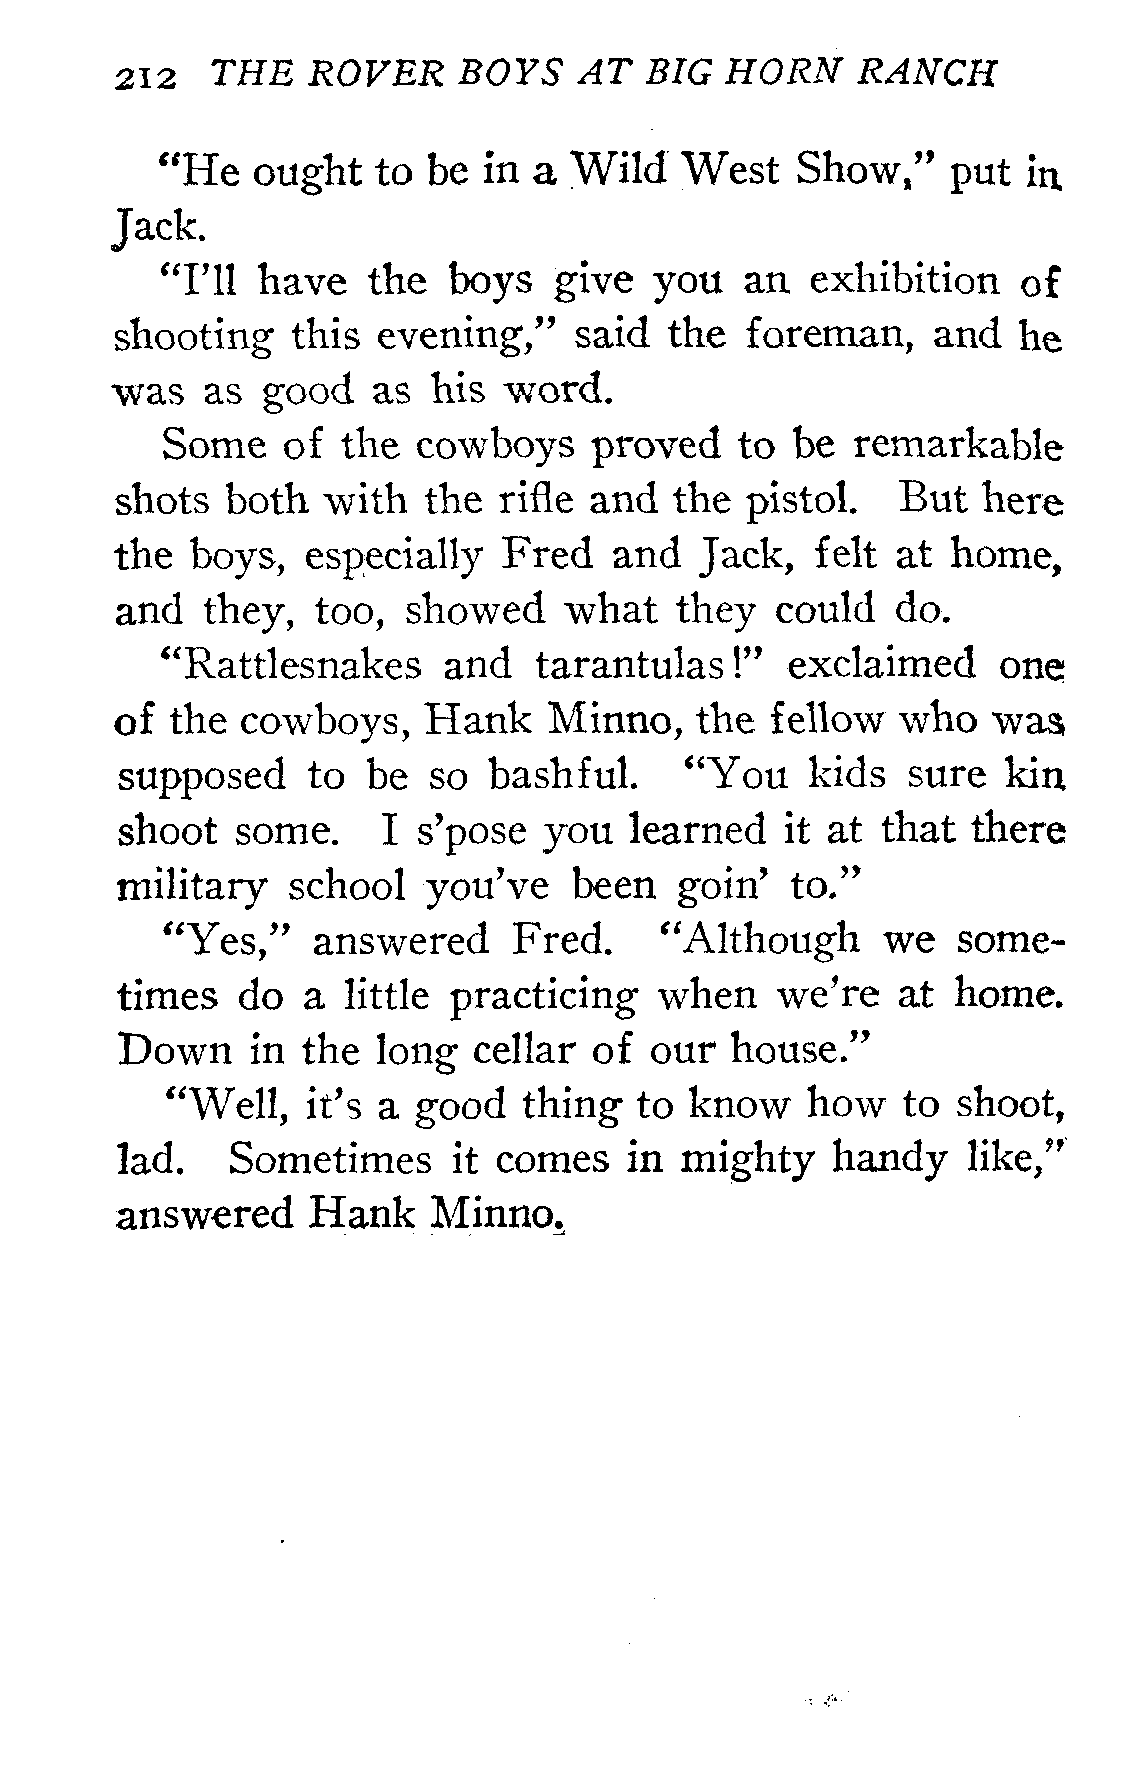 212 THE ROVER BOYS AT BIG HORN RANCH
“He ought to be in a Wild West Show,” put in
Jack.
“I’ll have the boys give you an exhibition of
shooting this evening,” said the foreman, and he
was as good as his word.
Some of the cowboys proved to be remarkable
shots both with the rifle and the pistol. But here
the boys, especially Fred and Jack, felt at home,
and they, too, showed what they could do.
“Rattlesnakes and tarantulas!” exclaimed one
of the cowboys, Hank Minno, the fellow who was
supposed to be so bashful. “You kids sure kin
shoot some. I s’pose you learned it at that there
military school you’ve been goin’ to.”
“Yes,” answered Fred. “Although we some-
times do a little practicing when we’re at home.
Down in the long cellar of our house.”
“Well, it’s a good thing to know how to shoot,
lad. Sometimes it comes in mighty handy like,”
answered Hank Minno.